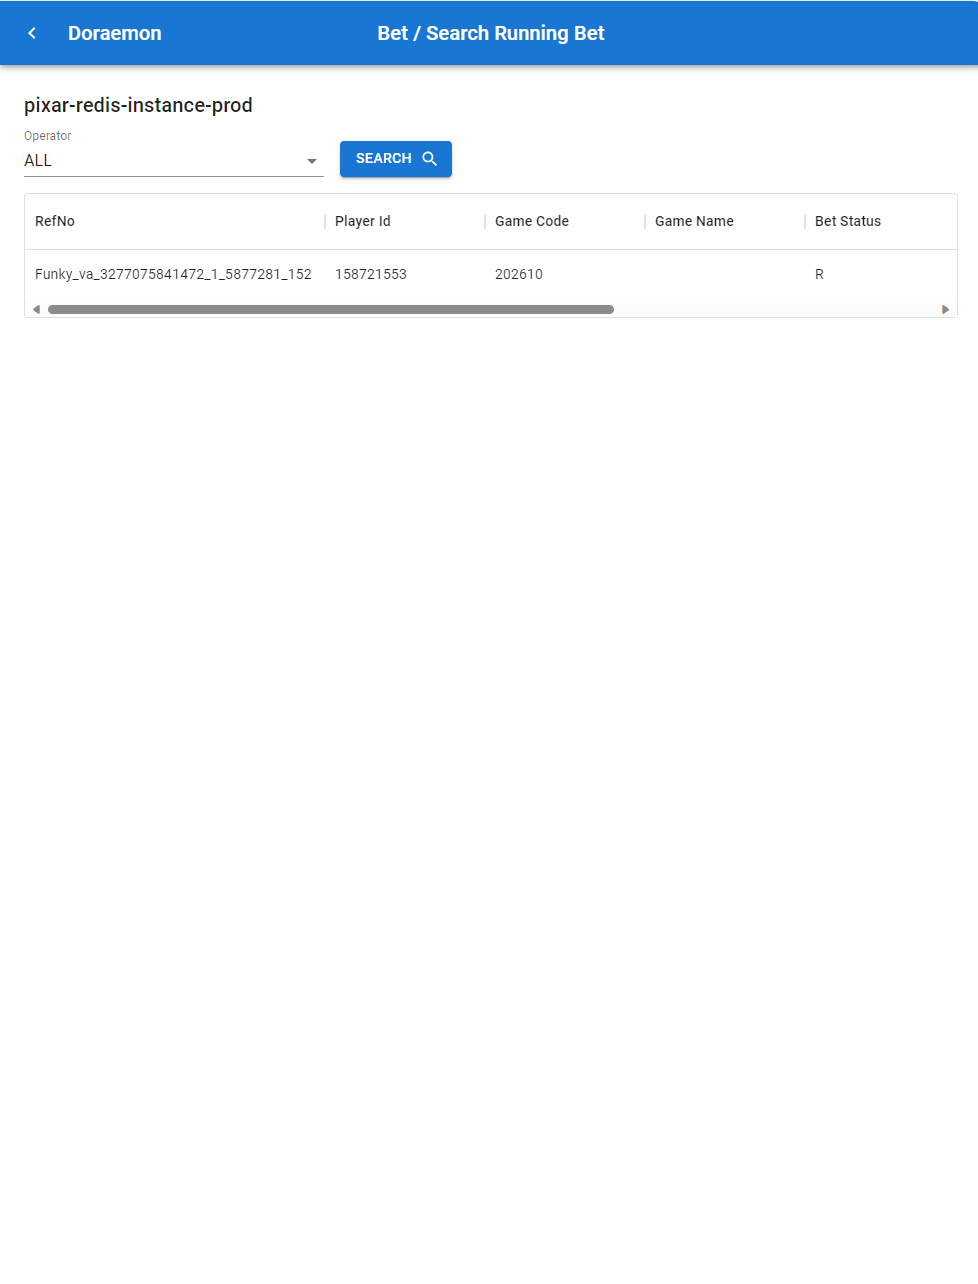 Doraemon Bet / Search Running Bet
pixar-redis-instance-prod
Operator
ALL SEARCH
RefNo Player Id Game Code Game Name Bet Status
Funky_va_3277075841472_1_5877281_152 158721553 202610 R